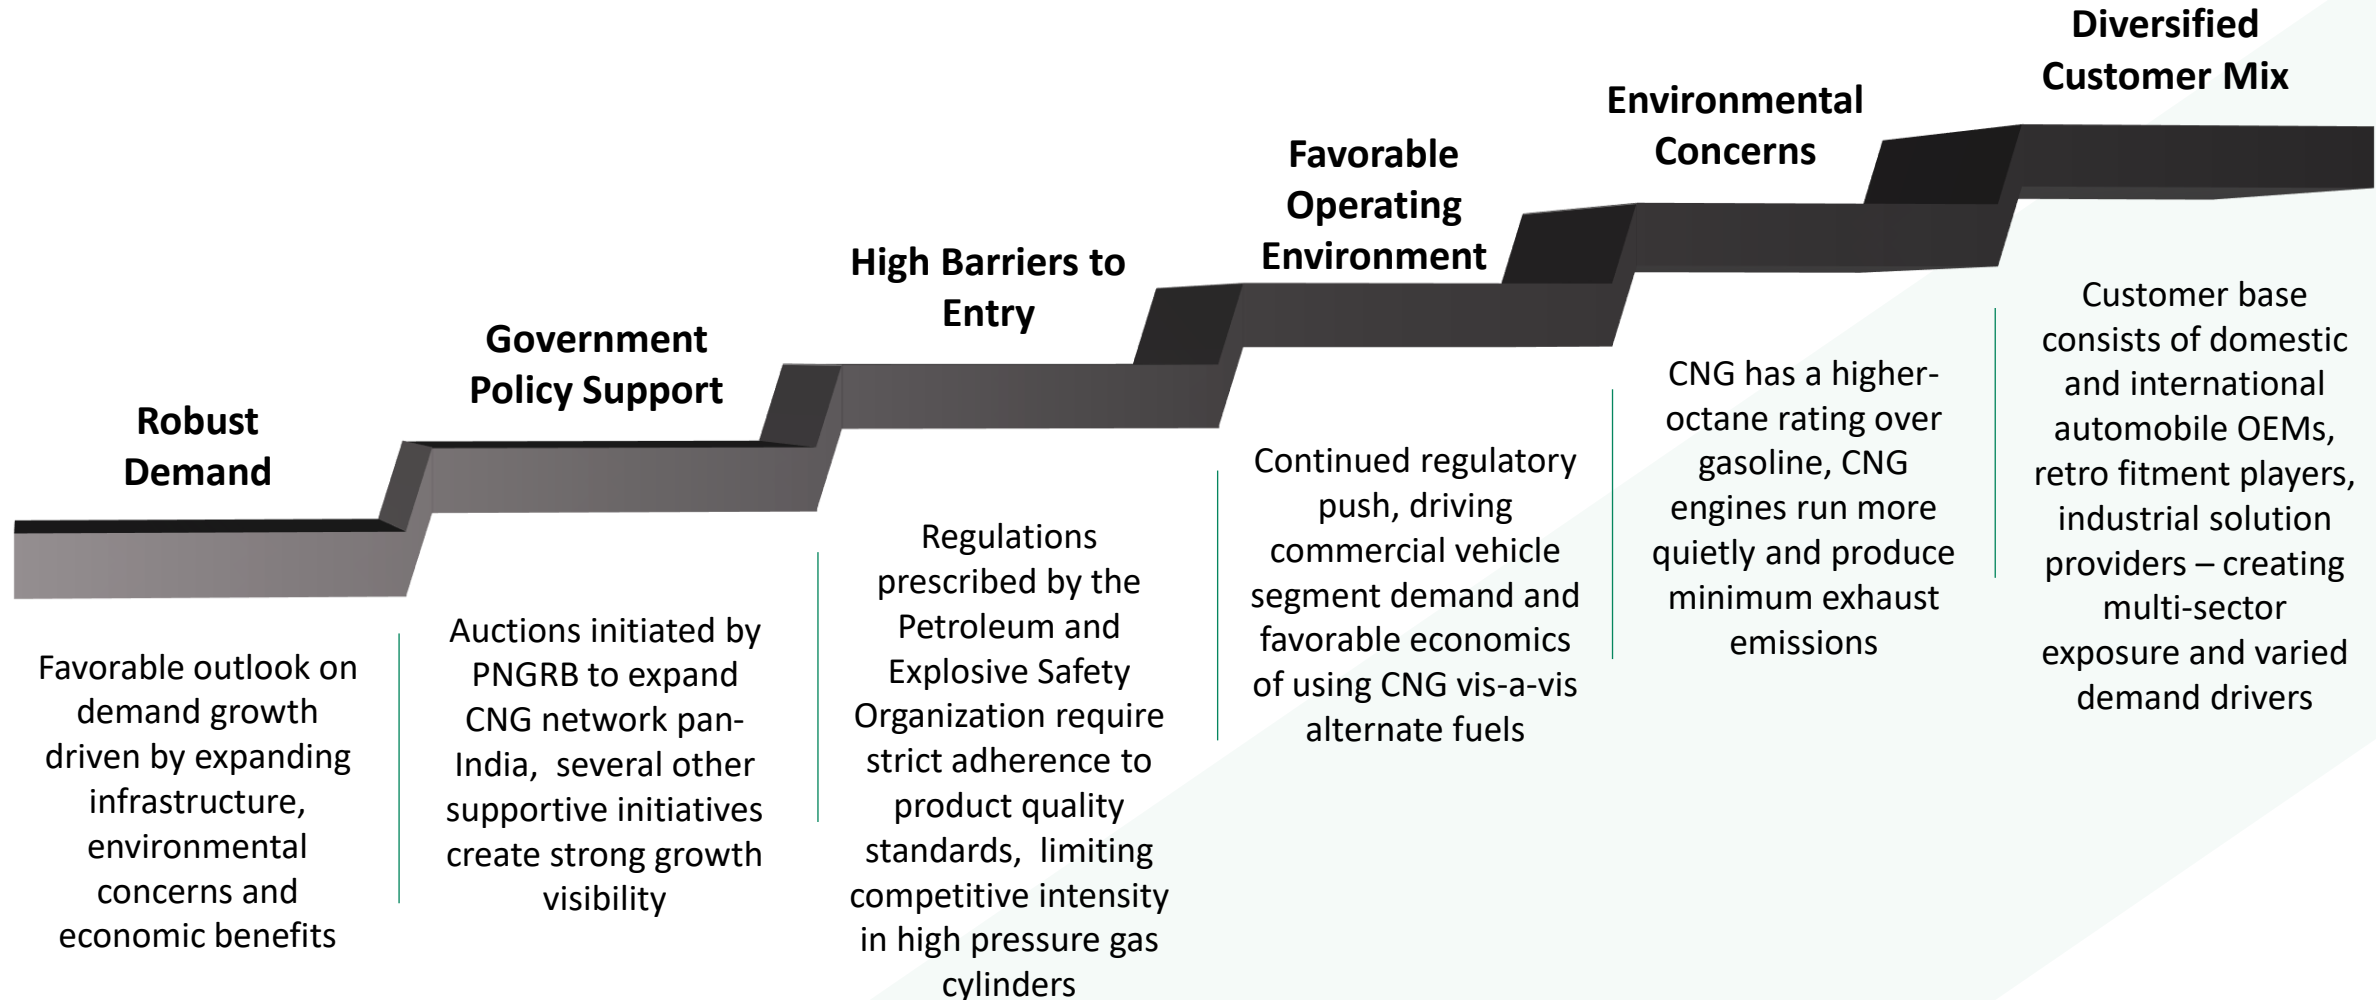 Robust
Demand
Favorable outlook on
demand growth
driven by expanding
infrastructure,
environmental
concerns and
economic benefits
Government
Policy Support
Auctions initiated by
PNGRB to expand
CNG network pan-
India,  several other
supportive initiatives
create strong growth
visibility
High Barriers to
Entry
Regulations
prescribed by the
Petroleum and
Explosive Safety
Organization require
strict adherence to
product quality
standards,  limiting
competitive intensity
in high pressure gas
cylinders
Favorable
Operating
Environment
Continued regulatory
push, driving
commercial vehicle
segment demand and
favorable economics
of using CNG vis-a-vis
alternate fuels
Environmental
Concerns
CNG has a higher-
octane rating over
gasoline, CNG
engines run more
quietly and produce
minimum exhaust
emissions
Diversified
Customer Mix
Customer base
consists of domestic
and international
automobile OEMs,
retro fitment players,
industrial solution
providers – creating
multi-sector
exposure and varied
demand drivers